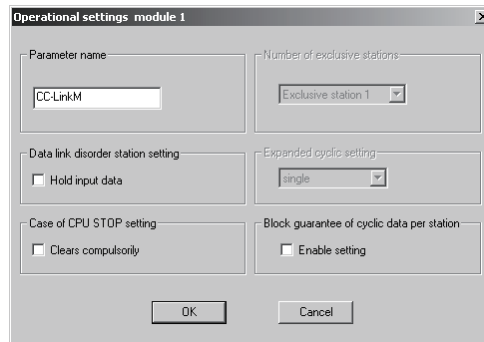 Operational settings module 1
Parameter name
CC-LinkM
Number of exclusive stations
Exclusive station 1
Data link disorder station setting
Hold input data
Expanded cyclic setting
single
Case of CPU STOP setting
Clears compulsorily
Block guarantee of cyclic data per station
Enable setting
OK
Cancel